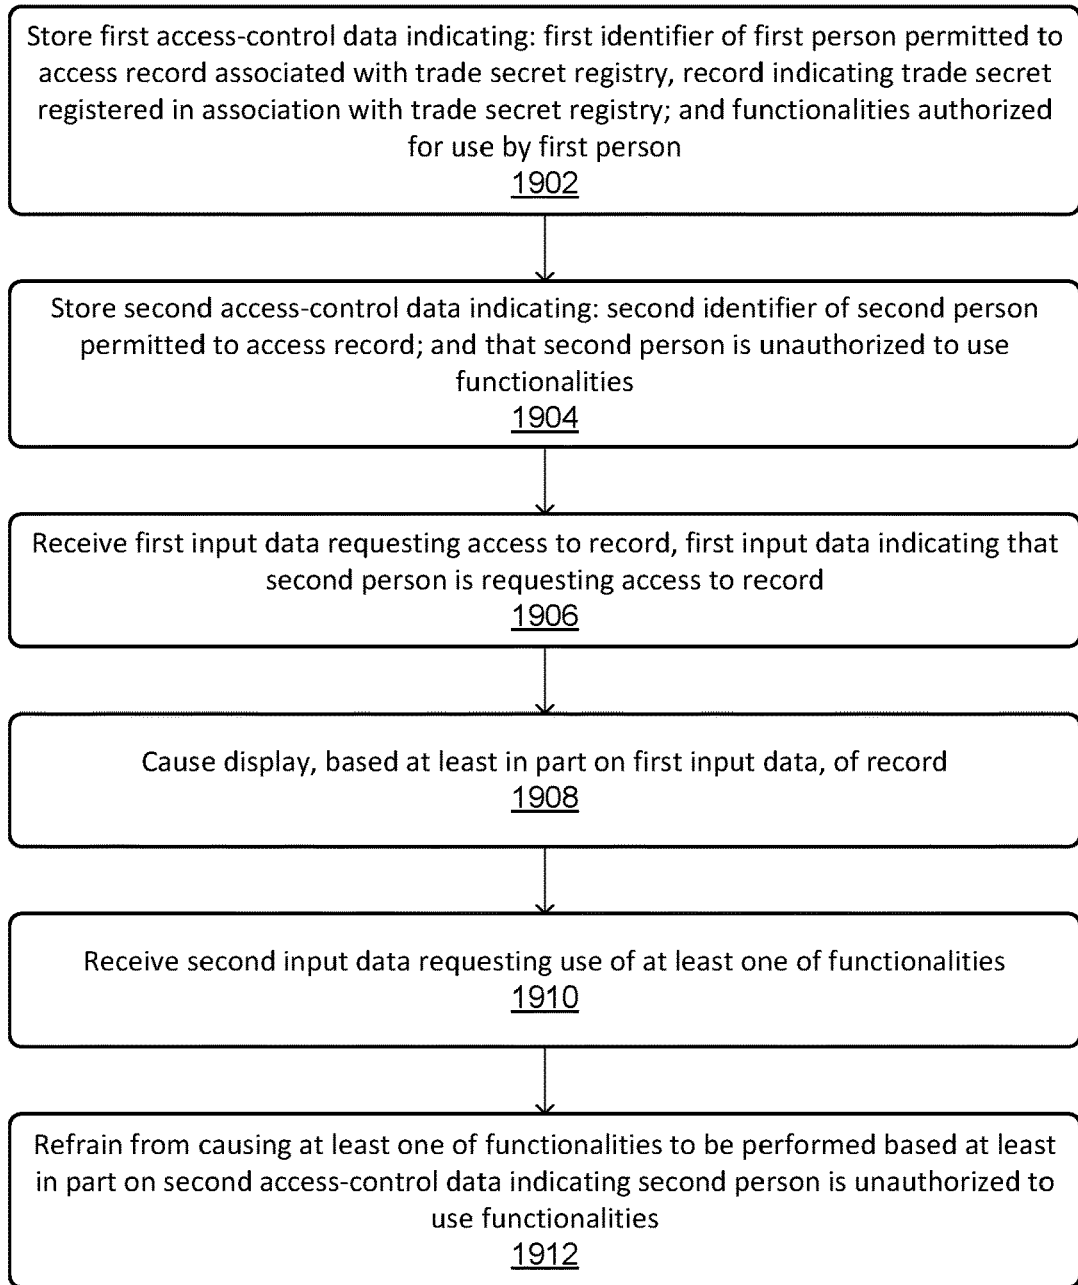 Store first access-control data indicating: first identifier of first person permitted to
access record associated with trade secret registry, record indicating trade secret
registered in association with trade secret registry; and functionalities authorized
for use by first person
1902
Store second access-control data indicating: second identifier of second person
permitted to access record; and that second person is unauthorized to use
functionalities
1904
Receive first input data requesting access to record, first input data indicating that
second person is requesting access to record
1906
Cause display, based at least in part on first input data, of record
1908
Receive second input data requesting use of at least one of functionalities
1910
Refrain from causing at least one of functionalities to be performed based at least
in part on second access-control data indicating second person is unauthorized to
use functionalities
1912